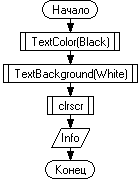 Начало
TextColor(Black)
TextBackground(White)
clrscr
Info
Конец